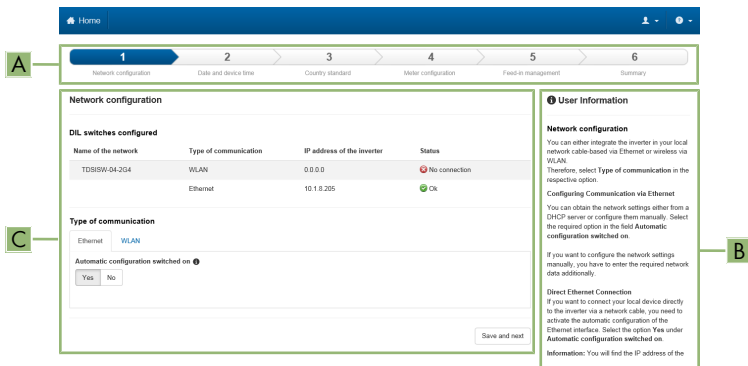 Home
A
1 2 3 4 5 6
Network configuration Date and device time Country standard Meter configuration Feed-in management Summary
Network configuration
DIL switches configured
Name of the network Type of communication IP address of the inverter Status
TDSISW-04-2G4 WLAN 0.0.0.0 No connection
Ethernet 10.1.8.205 Ok
C
Type of communication
Ethernet WLAN
Automatic configuration switched on
Yes No
Save and next
User Information
Network configuration
You can either integrate the inverter in your local
network cable-based via Ethernet or wireless via
WLAN.
Therefore, select Type of communication in the
respective option.
Configuring Communication via Ethernet
You can obtain the network settings either from a
DHCP server or configure them manually. Select
the required option in the field Automatic
configuration switched on.
If you want to configure the network settings
manually, you have to enter the required network
data additionally.
B
Direct Ethernet Connection
If you want to connect your local device directly
to the inverter via a network cable, you need to
activate the automatic configuration of the
Ethernet interface. Select the option Yes under
Automatic configuration switched on.
Information: You will find the IP address of the